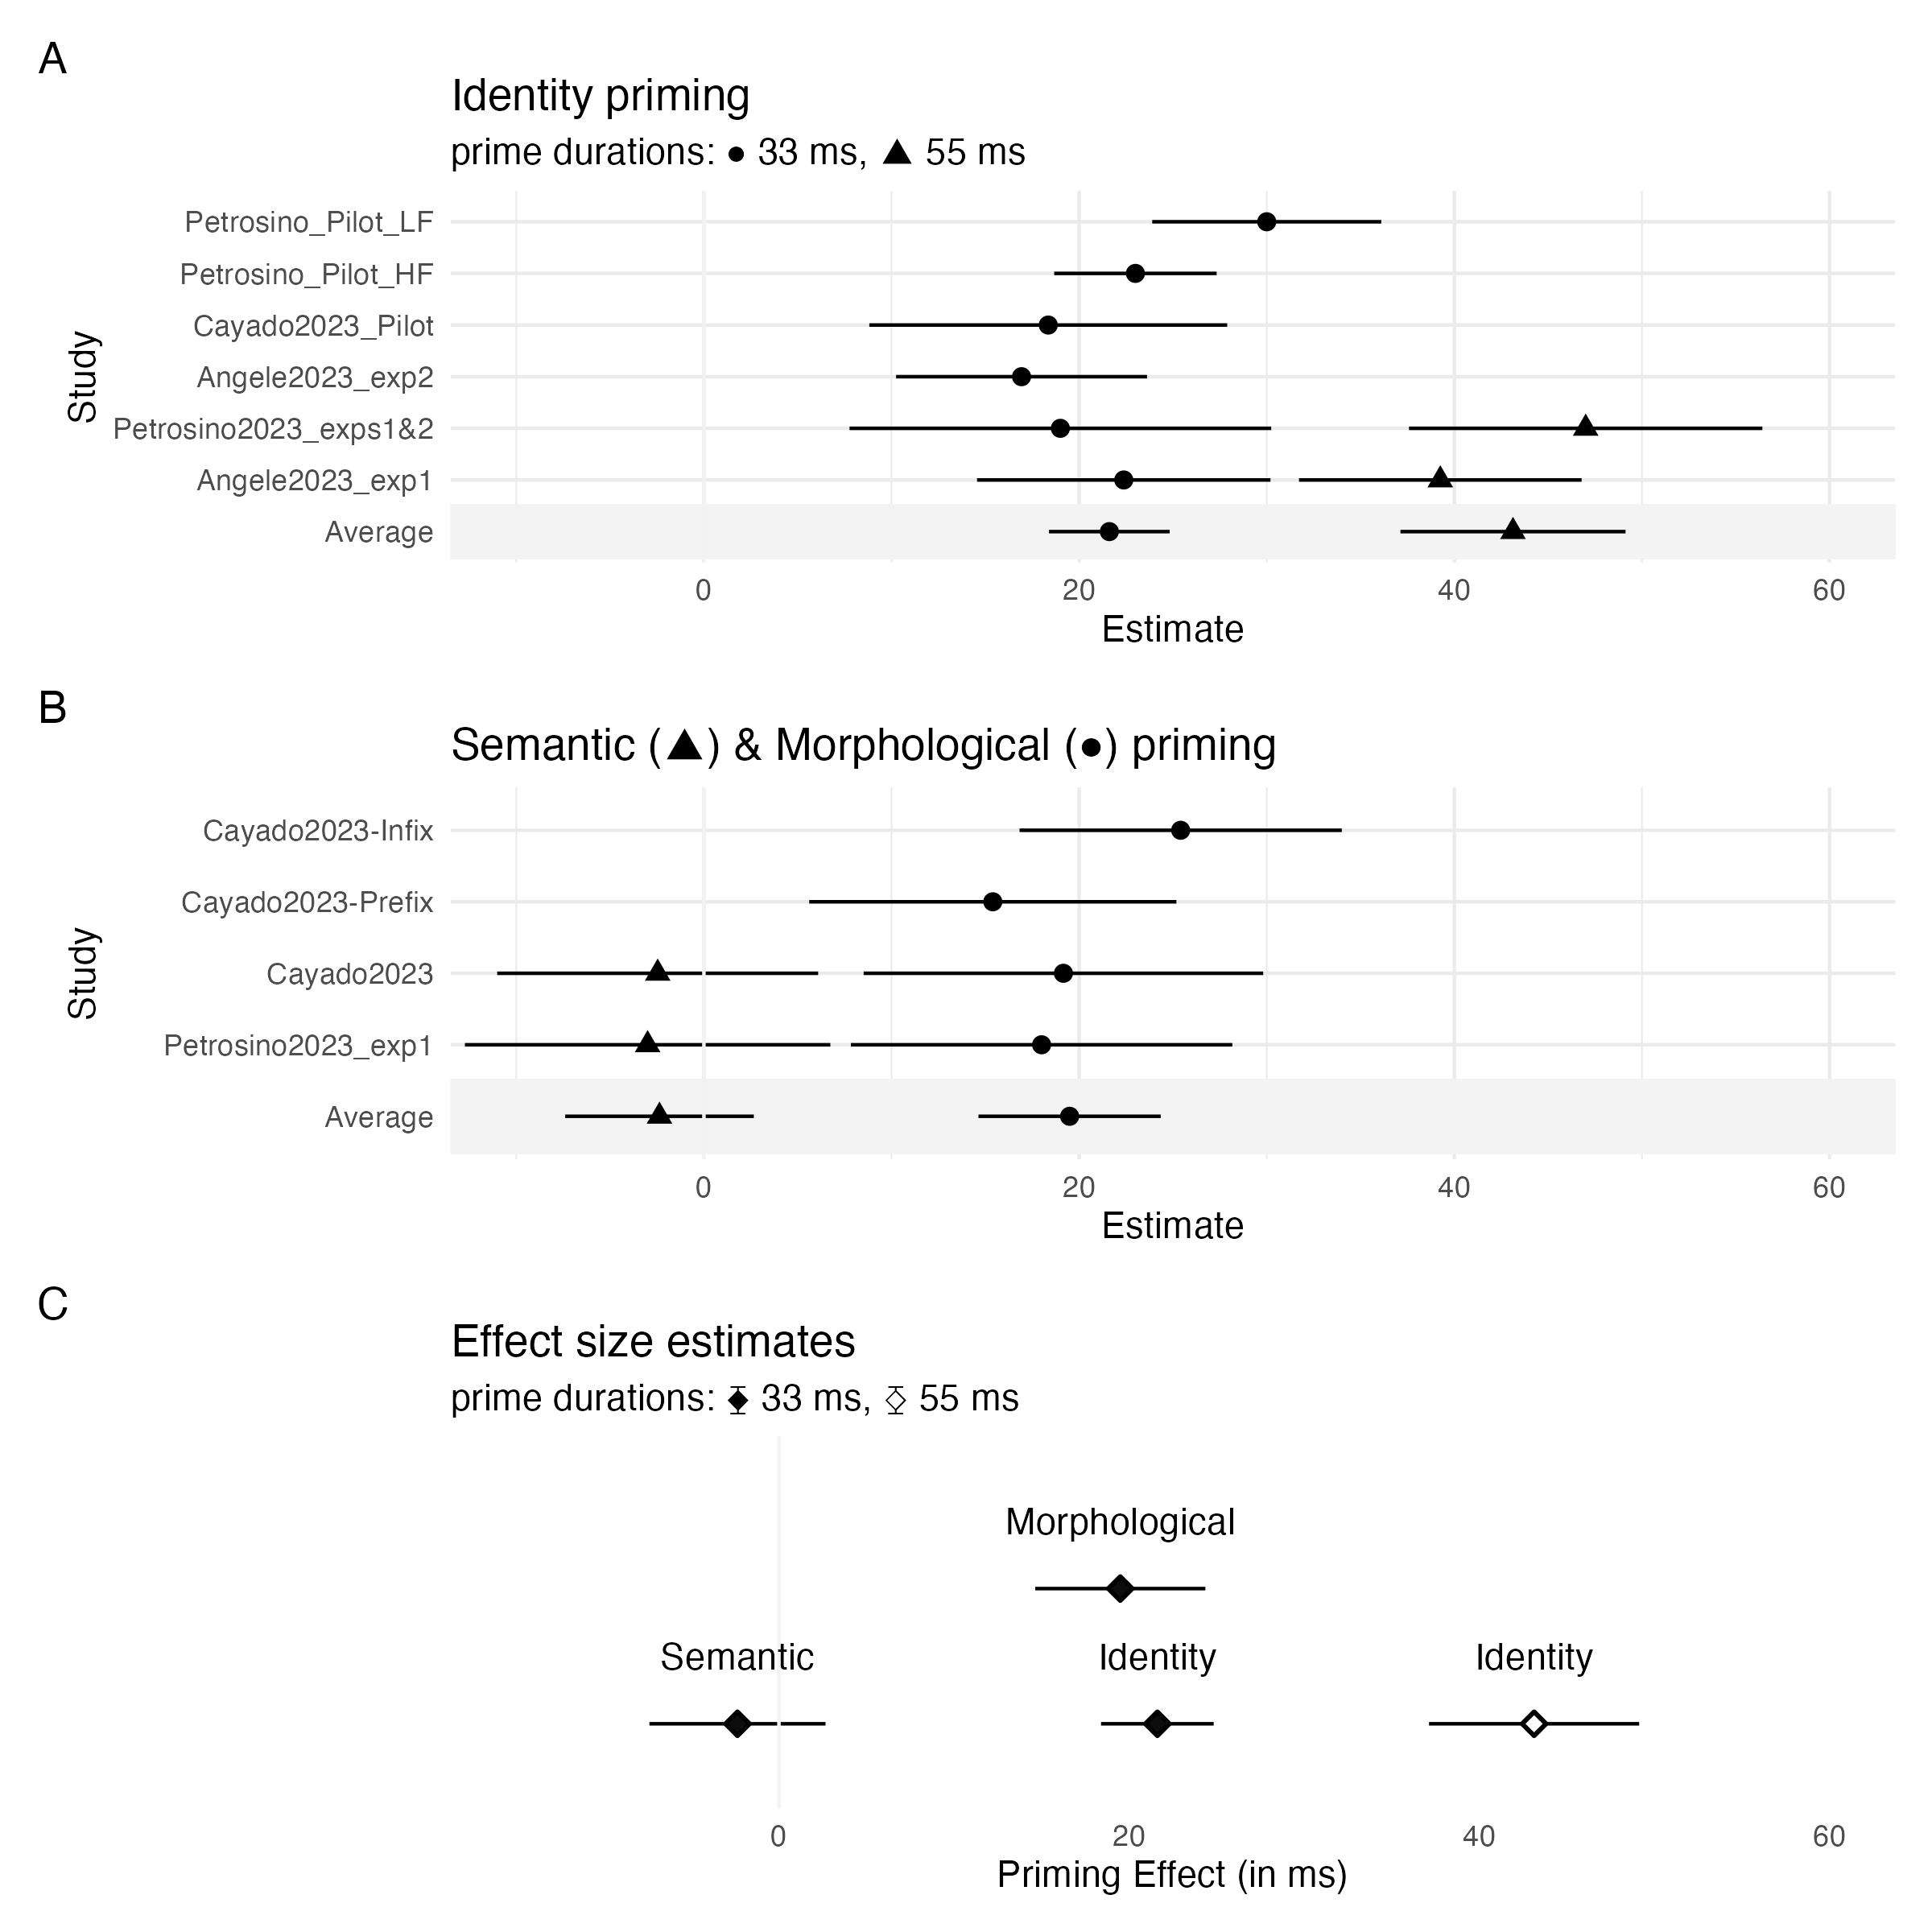 A
Identity priming
prime durations: ● 33 ms, ▲ 55 ms
Study
Petrosino_Pilot_LF
Petrosino_Pilot_HF
Cayado2023_Pilot
Angele2023_exp2
Petrosino2023_exps1&2
Angele2023_exp1
Average
0 20 40 60
Estimate
B
Semantic (▲) & Morphological (●) priming
Study
Cayado2023-Infix
Cayado2023-Prefix
Cayado2023
Petrosino2023_exp1
Average
0 20 40 60
Estimate
C
Effect size estimates
prime durations: ◆ 33 ms, ◇ 55 ms
Morphological
Semantic Identity Identity
0 20 40 60
Priming Effect (in ms)